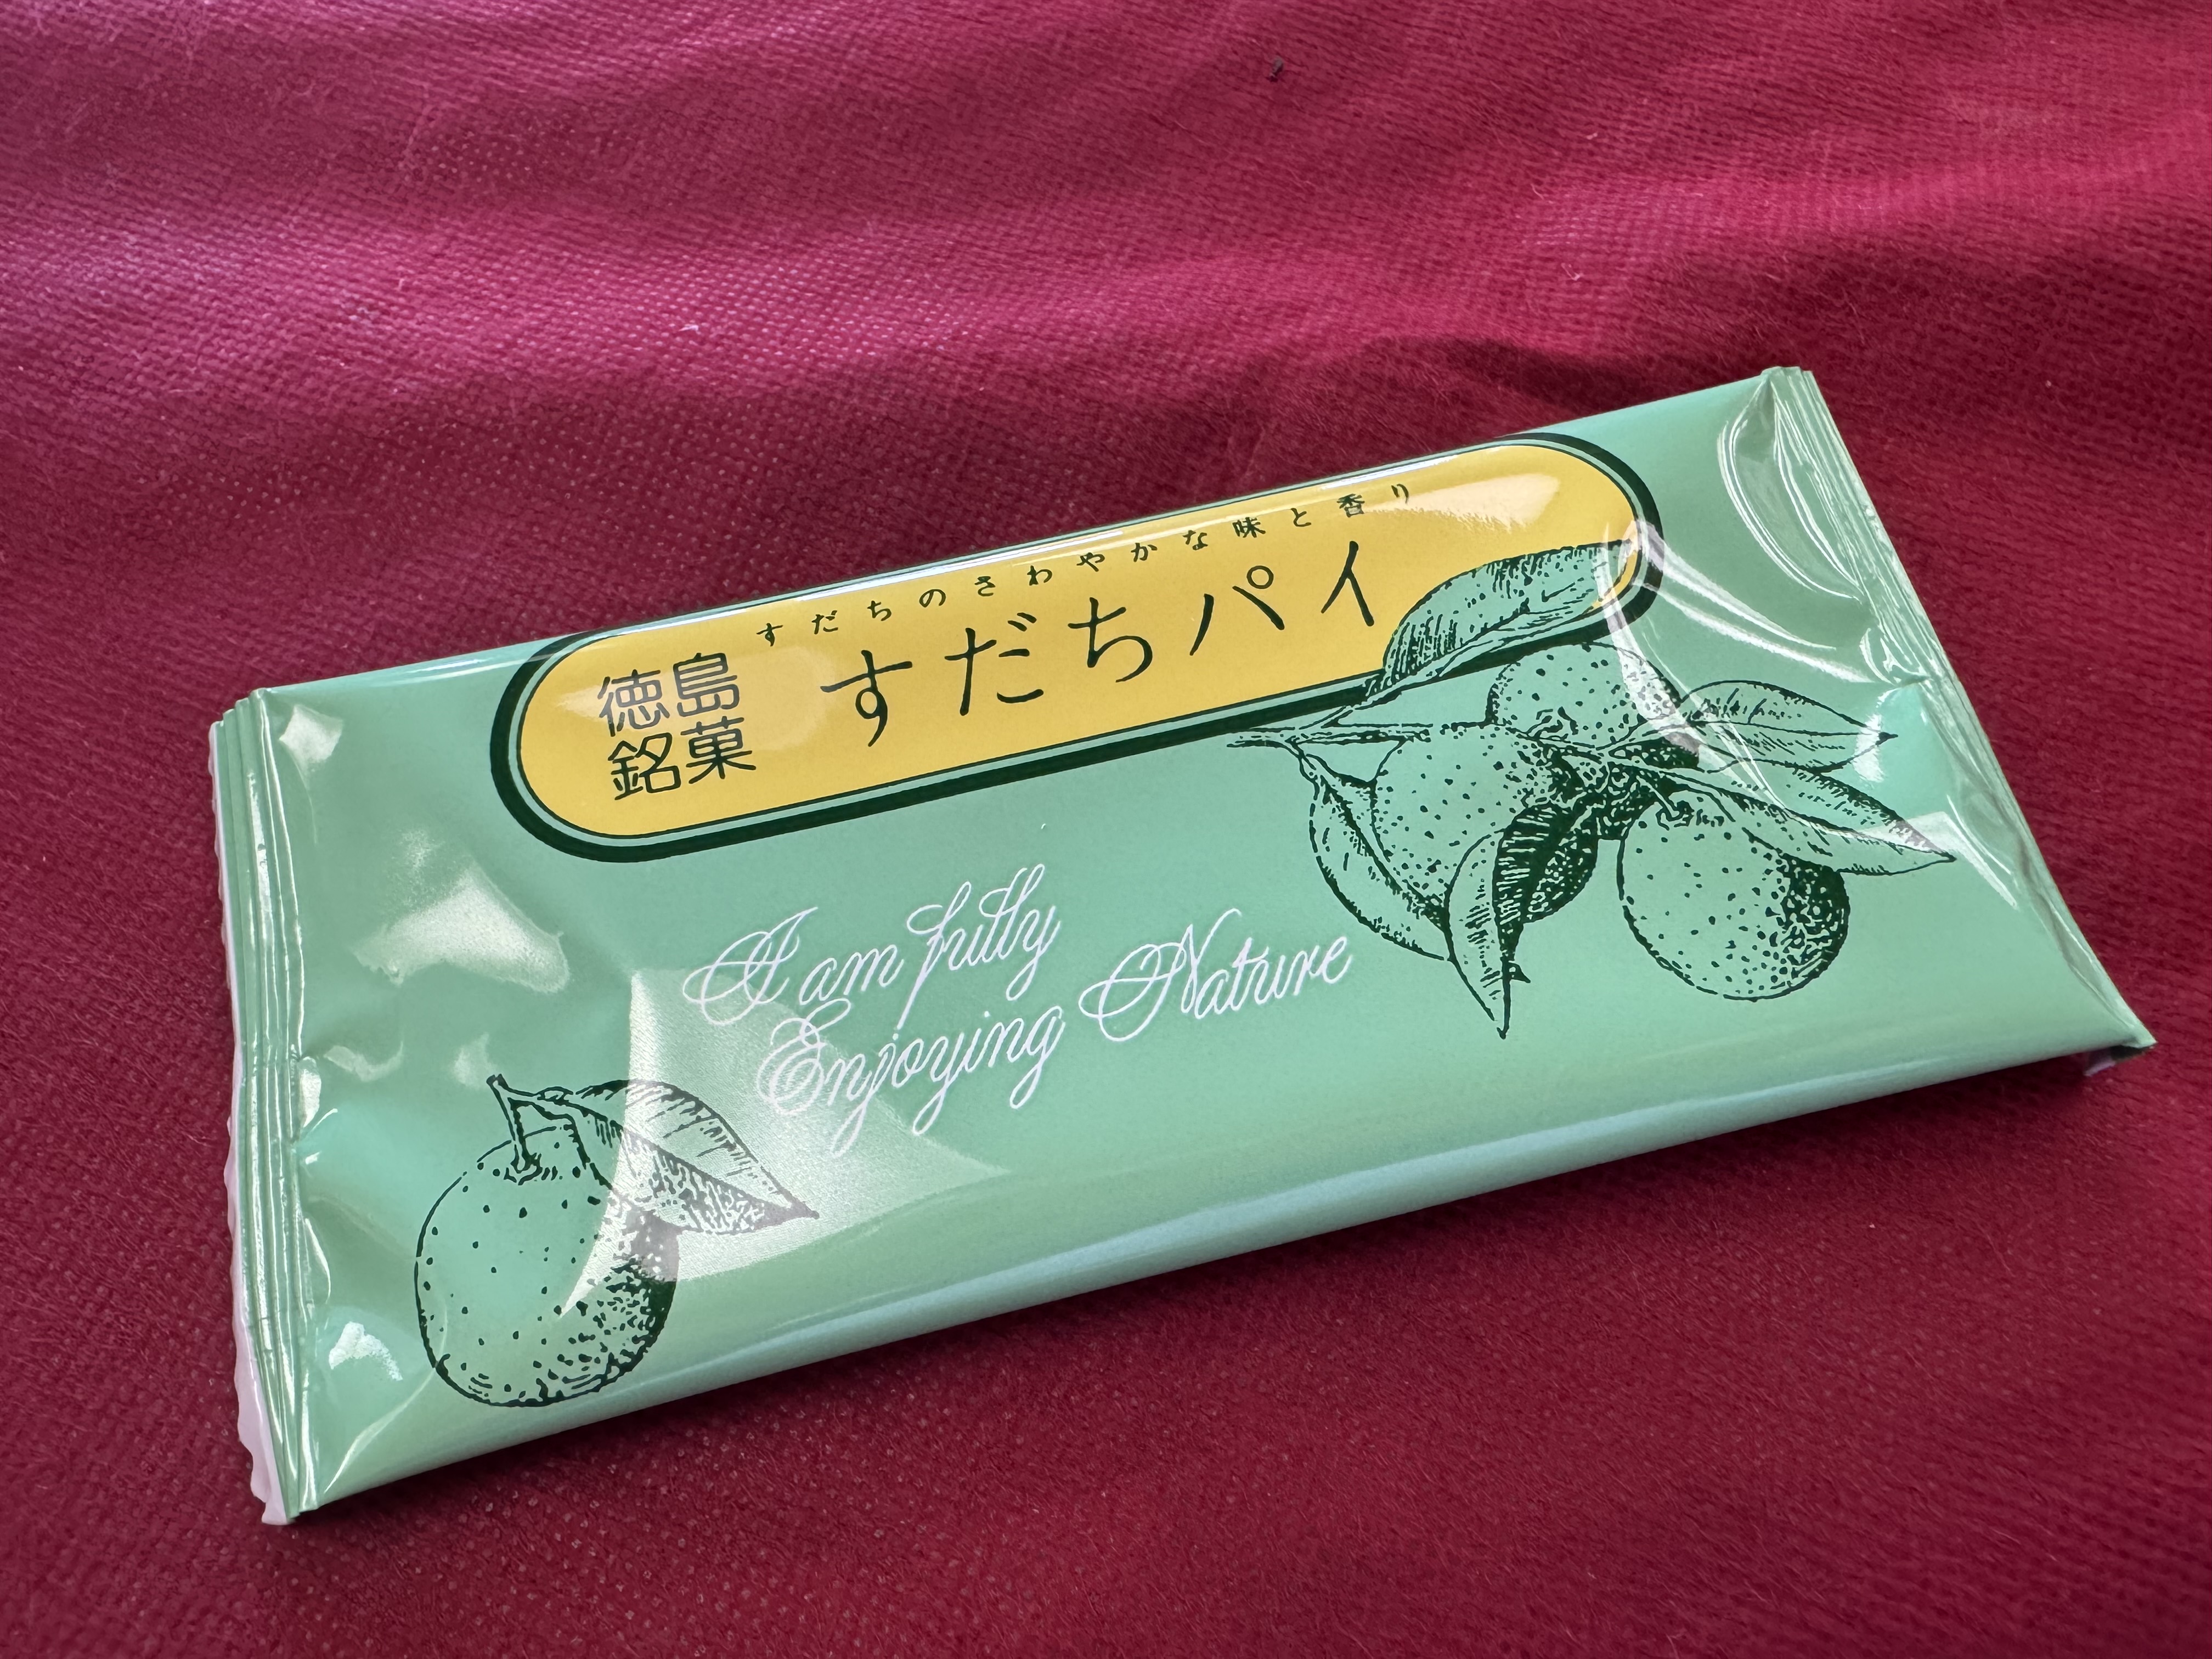 すだちのさわやかな味と香り
徳島
銘菓
すだちパイ
I am fully
Enjoying Nature